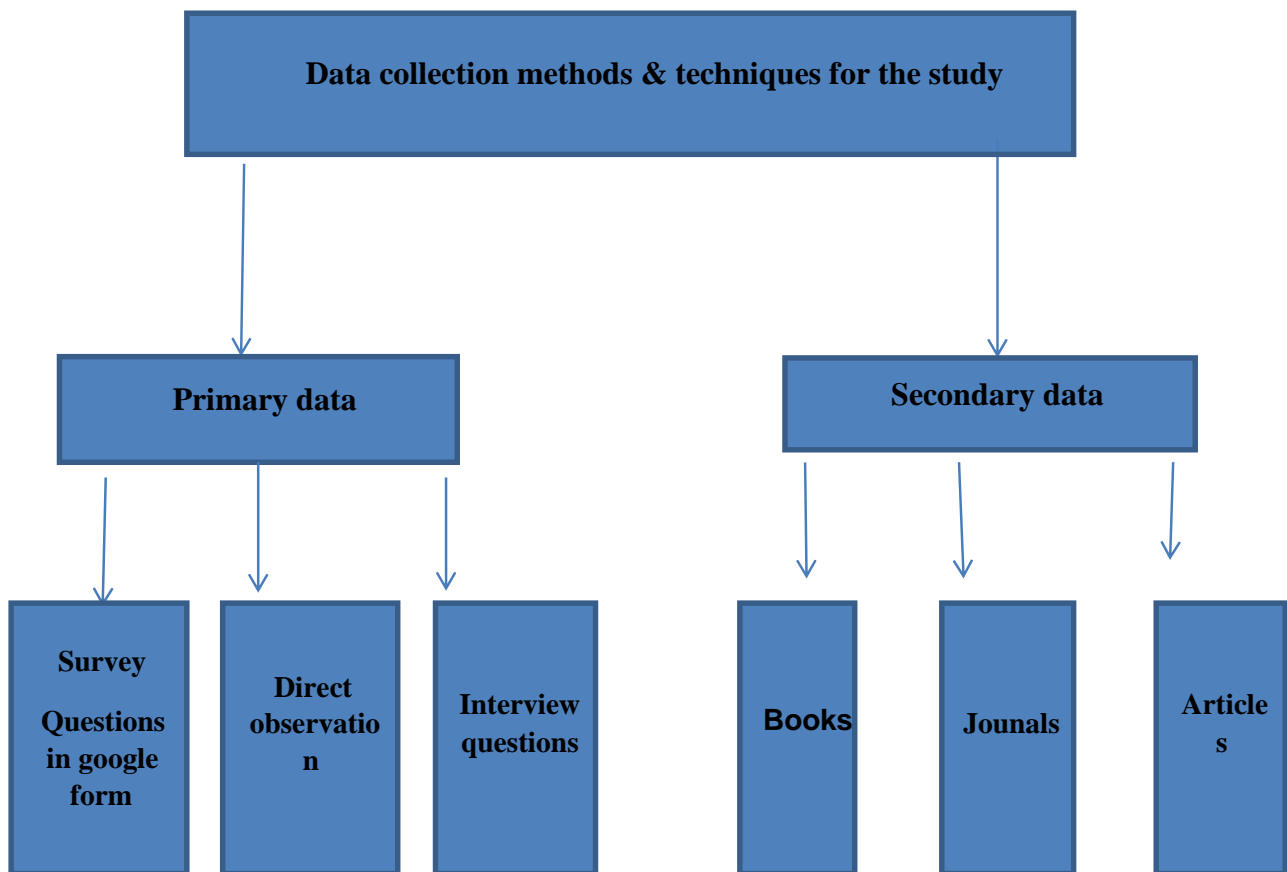 Data collection methods & techniques for the study
Primary data
Secondary data
Survey
Questions
in google
form
Direct
observatio
n
Interview
questions
Books
Jounals
Article
s